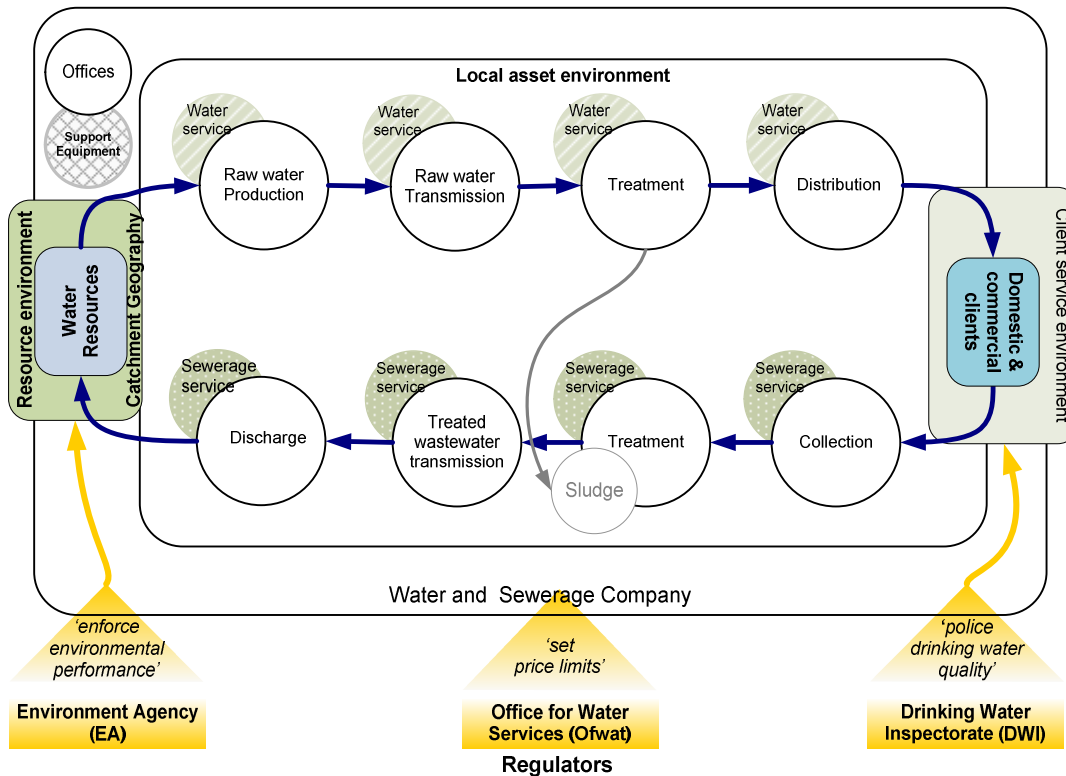 Offices
Support
Equipment
Local asset environment
Water
service
Raw water
Production
Water
service
Raw water
Transmission
Water
service
Treatment
Water
service
Distribution
Resource environment
Catchment Geography
Water
Resources
Client service environment
Domestic &
commercial
clients
Sewerage
service
Discharge
Sewerage
service
Treated
wastewater
transmission
Sewerage
service
Treatment
Sludge
Sewerage
service
Collection
Water and  Sewerage Company
‘enforce
environmental
performance’
Environment Agency
(EA)
‘set
price limits’
Office for Water
Services (Ofwat)
‘police
drinking water
quality’
Drinking Water
Inspectorate (DWI)
Regulators